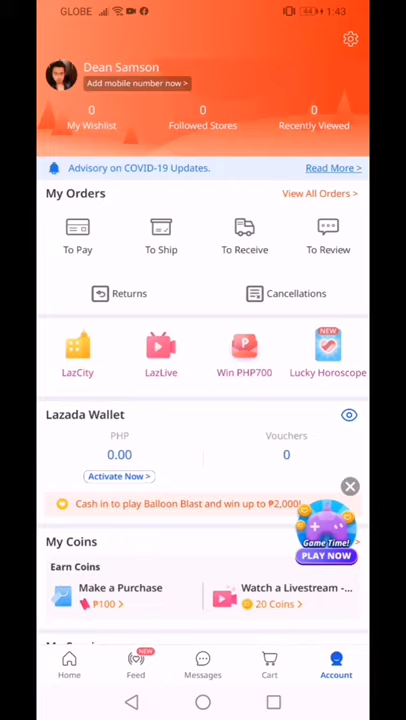 GLOBE 44 1:43
Dean Samson
Add mobile number now >
0 0 0
My Wishlist Followed Stores Recently Viewed
Advisory on COVID-19 Updates. Read More >
My Orders View All Orders >
To Pay To Ship To Receive To Review
Returns Cancellations
NEW
LazCity LazLive Win PHP700 Lucky Horoscope
Lazada Wallet
PHP Vouchers
0.00 0
Activate Now >
Cash in to play Balloon Blast and win up to ₱2,000!
Game Time!
PLAY NOW
My Coins >
Earn Coins
Make a Purchase Watch a Livestream -...
₱100 > 20 Coins >
NEW
Home Feed Messages Cart Account